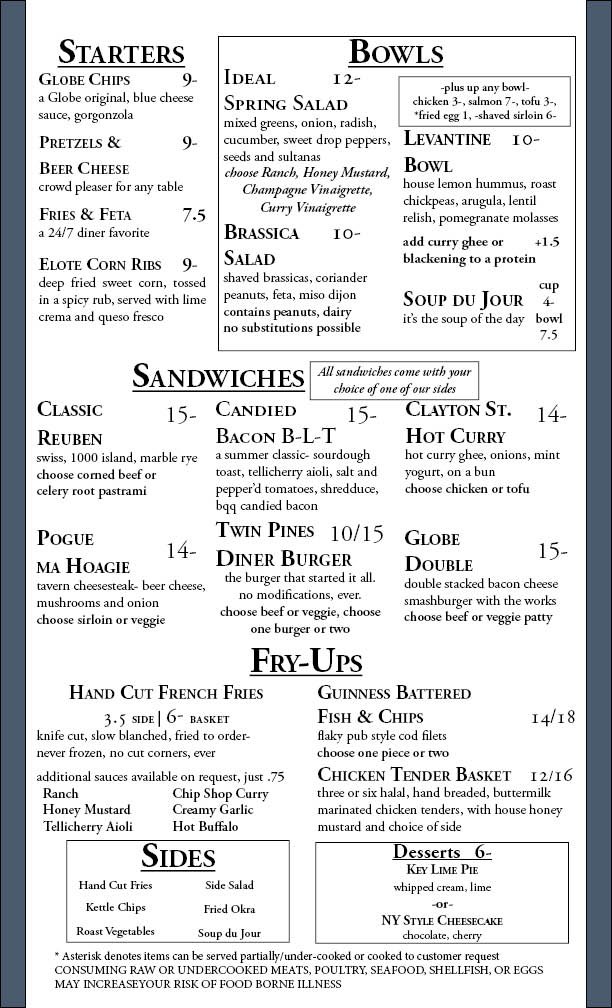 STARTERS
GLOBE CHIPS 9-
a Globe original, blue cheese
sauce, gorgonzola
PRETZELS & 9-
BEER CHEESE
crowd pleaser for any table
FRIES & FETA 7.5
a 24/7 diner favorite
ELOTE CORN RIBS 9-
deep fried sweet corn, tossed
in a spicy rub, served with lime
crema and queso fresco
BOWLS
IDEAL 12-
SPRING SALAD
mixed greens, onion, radish,
cucumber, sweet drop peppers,
seeds and sultanas
choose Ranch, Honey Mustard,
Champagne Vinaigrette,
Curry Vinaigrette
BRASSICA 10-
SALAD
shaved brassicas, coriander
peanuts, feta, miso dijon
contains peanuts, dairy
no substitutions possible
-plus up any bowl-
chicken 3-, salmon 7-, tofu 3-,
*fried egg 1, -shaved sirloin 6-
LEVANTINE 10-
BOWL
house lemon hummus, roast
chickpeas, arugula, lentil
relish, pomegranate molasses
add curry ghee or +1.5
blackening to a protein
SOUP DU JOUR cup 4-
it's the soup of the day bowl 7.5
SANDWICHES
All sandwiches come with your
choice of one of our sides
CLASSIC 15-
REUBEN
swiss, 1000 island, marble rye
choose corned beef or
celery root pastrami
CANDIED 15-
BACON B-L-T
a summer classic- sourdough
toast, tellicherry aioli, salt and
pepper'd tomatoes, shredduce,
bqq candied bacon
CLAYTON ST. 14-
HOT CURRY
hot curry ghee, onions, mint
yogurt, on a bun
choose chicken or tofu
POGUE 14-
MA HOAGIE
tavern cheesesteak- beer cheese,
mushrooms and onion
choose sirloin or veggie
TWIN PINES 10/15
DINER BURGER
the burger that started it all.
no modifications, ever.
choose beef or veggie, choose
one burger or two
GLOBE 15-
DOUBLE
double stacked bacon cheese
smashburger with the works
choose beef or veggie patty
FRY-UPS
HAND CUT FRENCH FRIES
3.5 SIDE | 6- BASKET
knife cut, slow blanched, fried to order-
never frozen, no cut corners, ever
additional sauces available on request, just .75
Ranch Chip Shop Curry
Honey Mustard Creamy Garlic
Tellicherry Aioli Hot Buffalo
GUINNESS BATTERED
FISH & CHIPS 14/18
flaky pub style cod filets
choose one piece or two
CHICKEN TENDER BASKET 12/16
three or six halal, hand breaded, buttermilk
marinated chicken tenders, with house honey
mustard and choice of side
SIDES
Hand Cut Fries Side Salad
Kettle Chips Fried Okra
Roast Vegetables Soup du Jour
Desserts 6-
KEY LIME PIE
whipped cream, lime
-or-
NY STYLE CHEESECAKE
chocolate, cherry
* Asterisk denotes items can be served partially/under-cooked or cooked to customer request
CONSUMING RAW OR UNDERCOOKED MEATS, POULTRY, SEAFOOD, SHELLFISH, OR EGGS
MAY INCREASEYOUR RISK OF FOOD BORNE ILLNESS